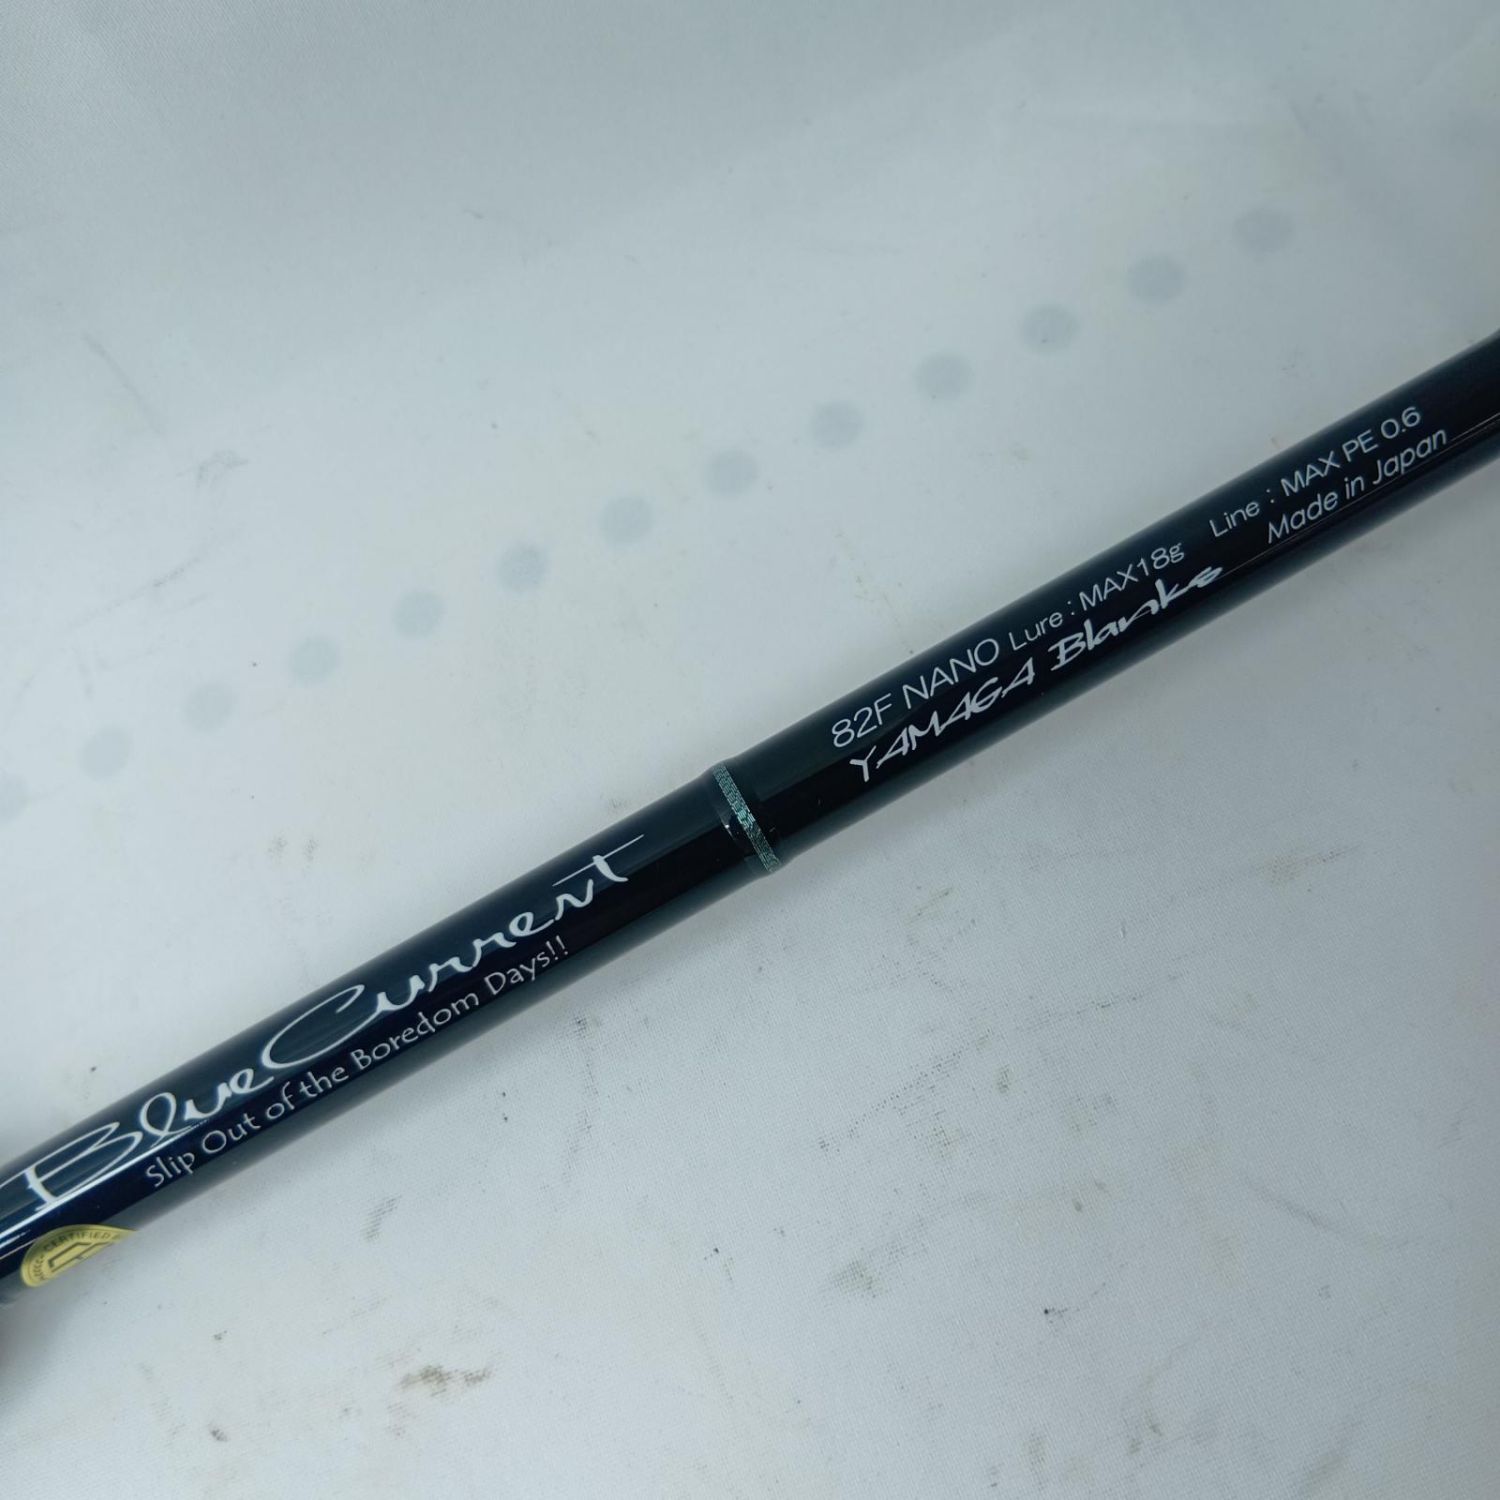 BlueCurrent
Slip Out of the Boredom Days!!
82F NANO Lure : MAX18g Line : MAX PE 0.6
YAMAGA Blanks Made in Japan
CERTIFIED